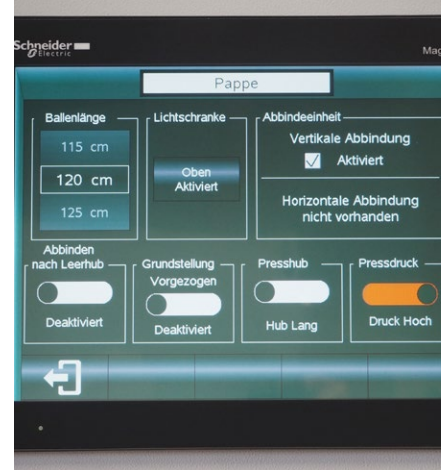 Schneider
Electric
Mag
Pappe
Ballenlänge
115 cm
120 cm
125 cm
Lichtschranke
Oben
Aktiviert
Abbindeeinheit
Vertikale Abbindung
Aktiviert
Horizontale Abbindung
nicht vorhanden
Abbinden
nach Leerhub
Deaktiviert
Grundstellung
Vorgezogen
Deaktiviert
Presshub
Hub Lang
Pressdruck
Druck Hoch